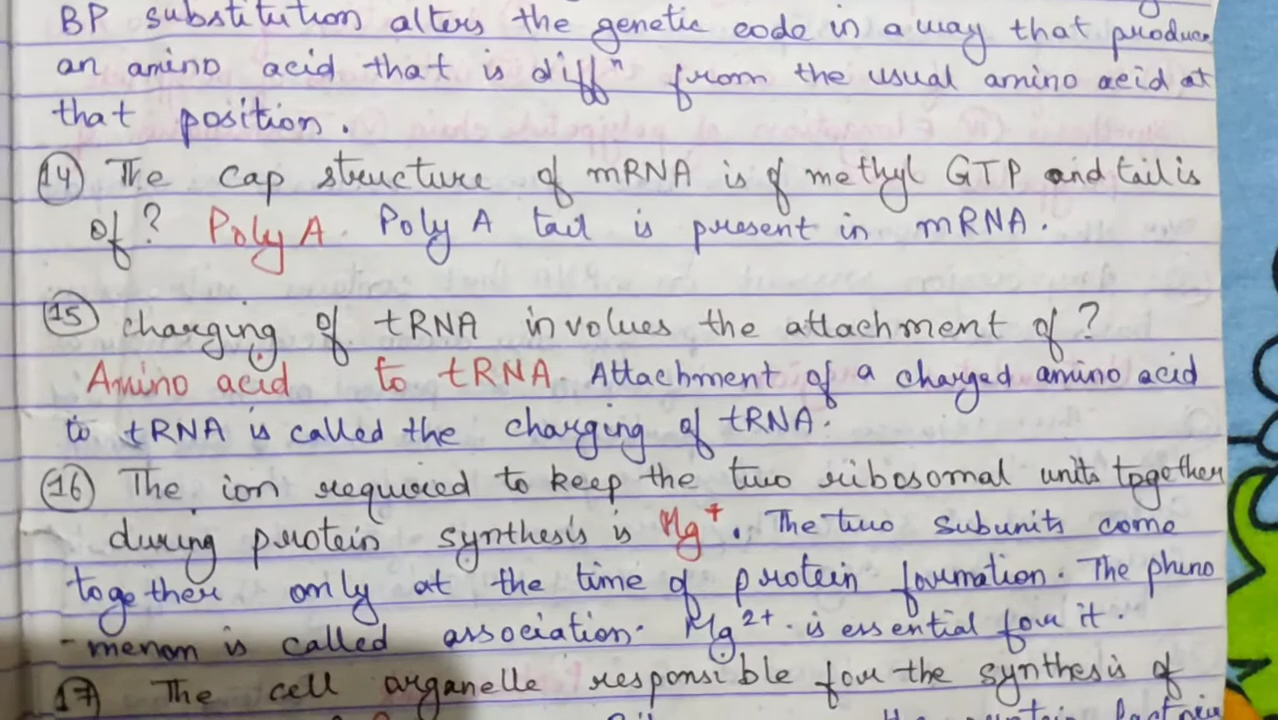 BP substitution alters the genetic code in a way that produce
an amino acid that is diffⁿ from the usual amino acid at
that position.
14 The cap structure of mRNA is of methyl GTP and tail is
of? Poly A. Poly A tail is present in mRNA.
15 charging of tRNA involves the attachment of?
Amino acid to tRNA. Attachment of a charged amino acid
to tRNA is called the charging of tRNA.
16 The ion required to keep the two ribosomal units together
during protein synthesis is Mg⁺. The two subunits come
together only at the time of protein formation. The pheno
-menon is called association. Mg²⁺ is essential for it.
17 The cell organelle responsible for the synthesis of